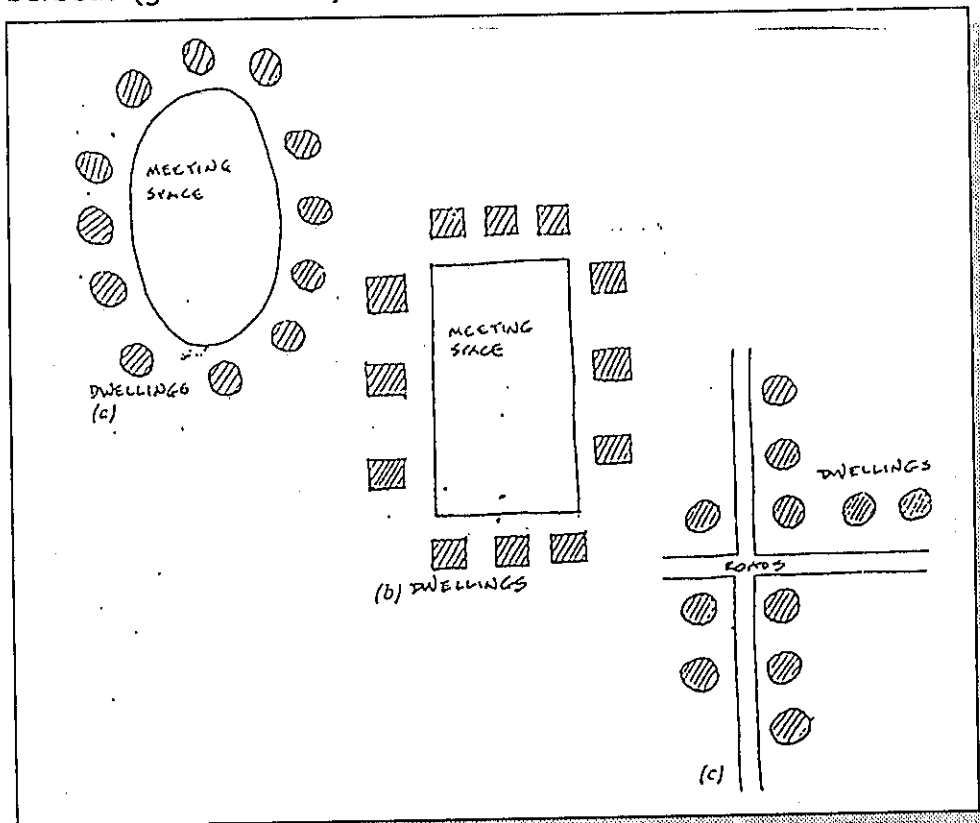 MEETING
SPACE
DWELLINGS
(a)
MEETING
SPACE
(b) DWELLINGS
DWELLINGS
ROADS
(c)